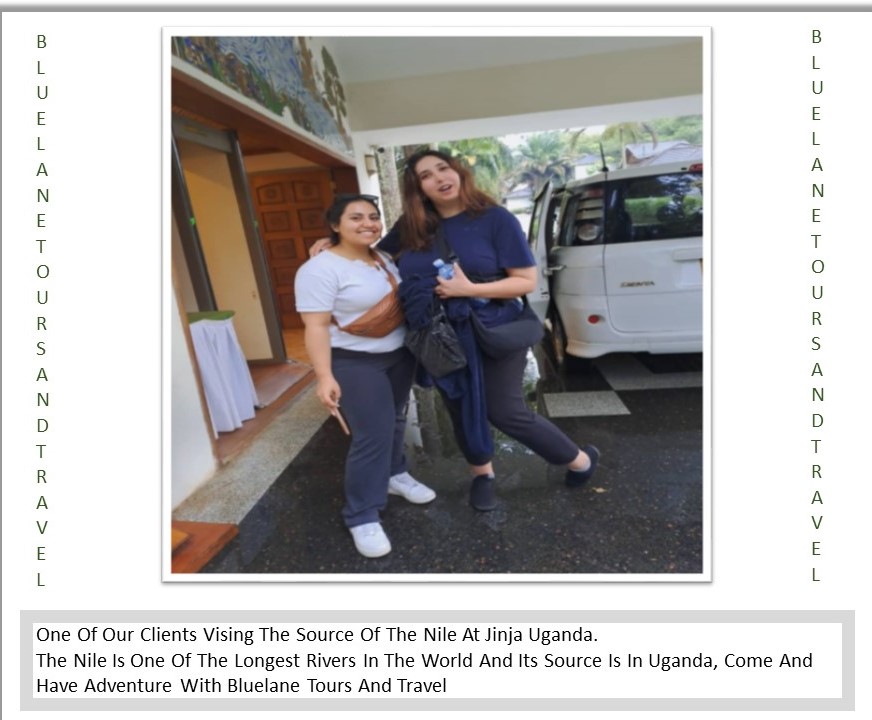 BLUELANETOURSANDTRAVEL
BLUELANETOURSANDTRAVEL
One Of Our Clients Vising The Source Of The Nile At Jinja Uganda.
The Nile Is One Of The Longest Rivers In The World And Its Source Is In Uganda, Come And
Have Adventure With Bluelane Tours And Travel